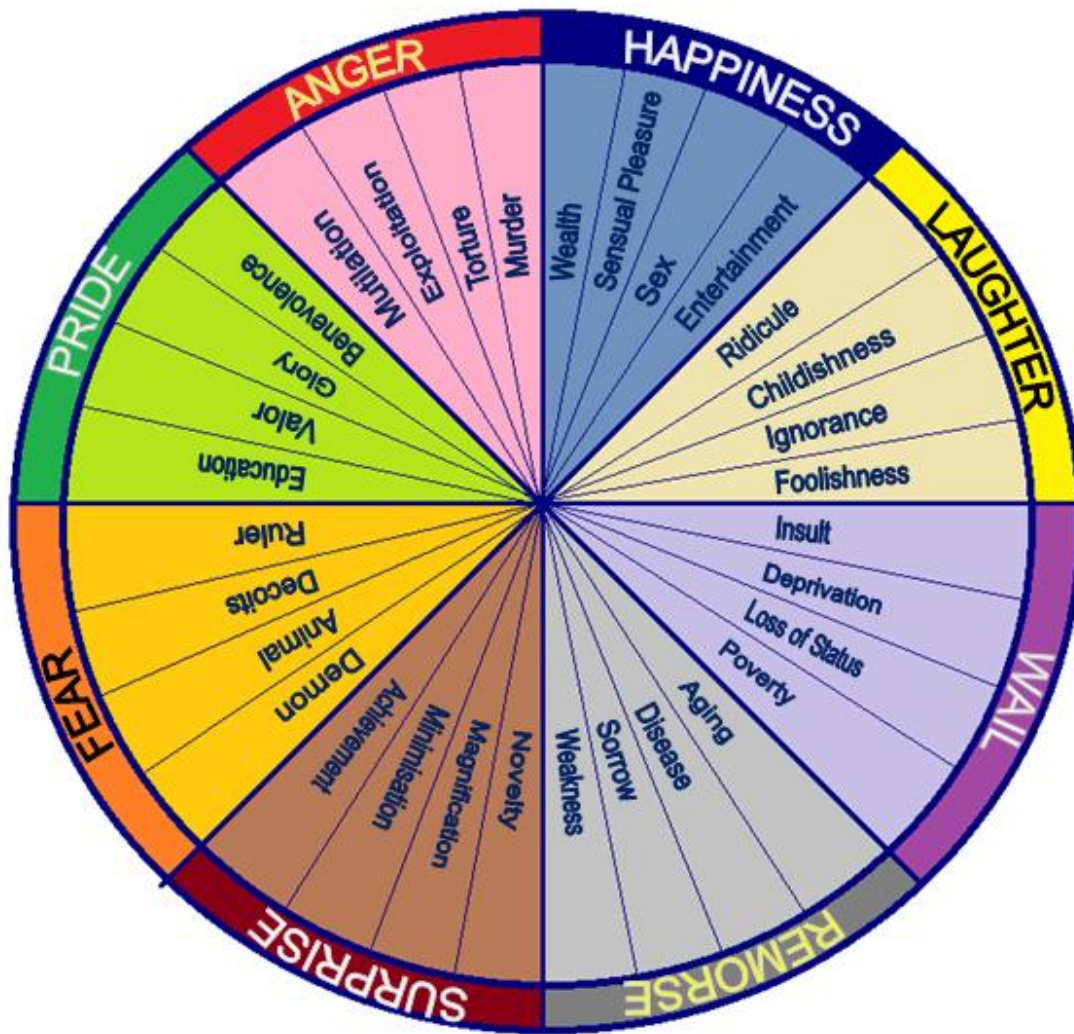 HAPPINESS
Wealth
Sensual Pleasure
Sex
Entertainment
LAUGHTER
Ridicule
Childishness
Ignorance
Foolishness
WAIL
Insult
Deprivation
Loss of Status
Poverty
REMORSE
Aging
Disease
Sorrow
Weakness
SURPRISE
Novelty
Magnification
Minimisation
Achievement
FEAR
Demon
Animal
Decoits
Ruler
PRIDE
Education
Valor
Glory
Benevolence
ANGER
Mutilation
Exploitation
Torture
Murder